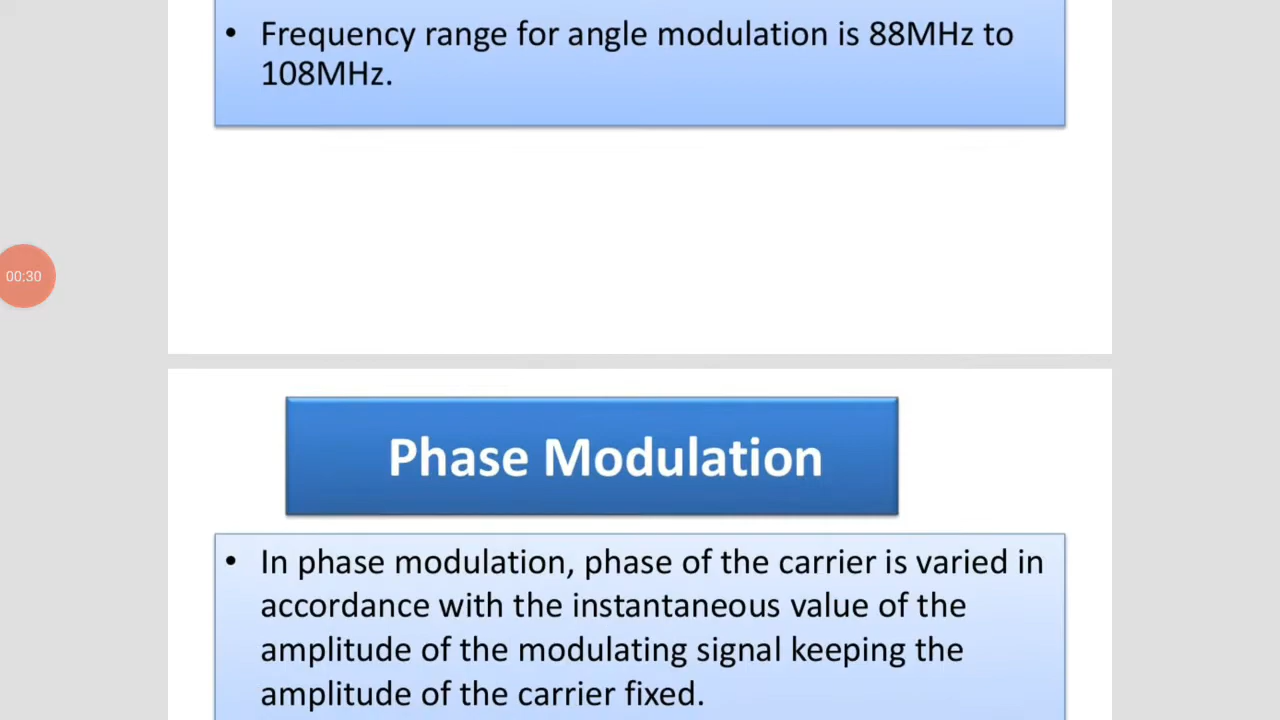 • Frequency range for angle modulation is 88MHz to
108MHz.
00:30
Phase Modulation
• In phase modulation, phase of the carrier is varied in
accordance with the instantaneous value of the
amplitude of the modulating signal keeping the
amplitude of the carrier fixed.